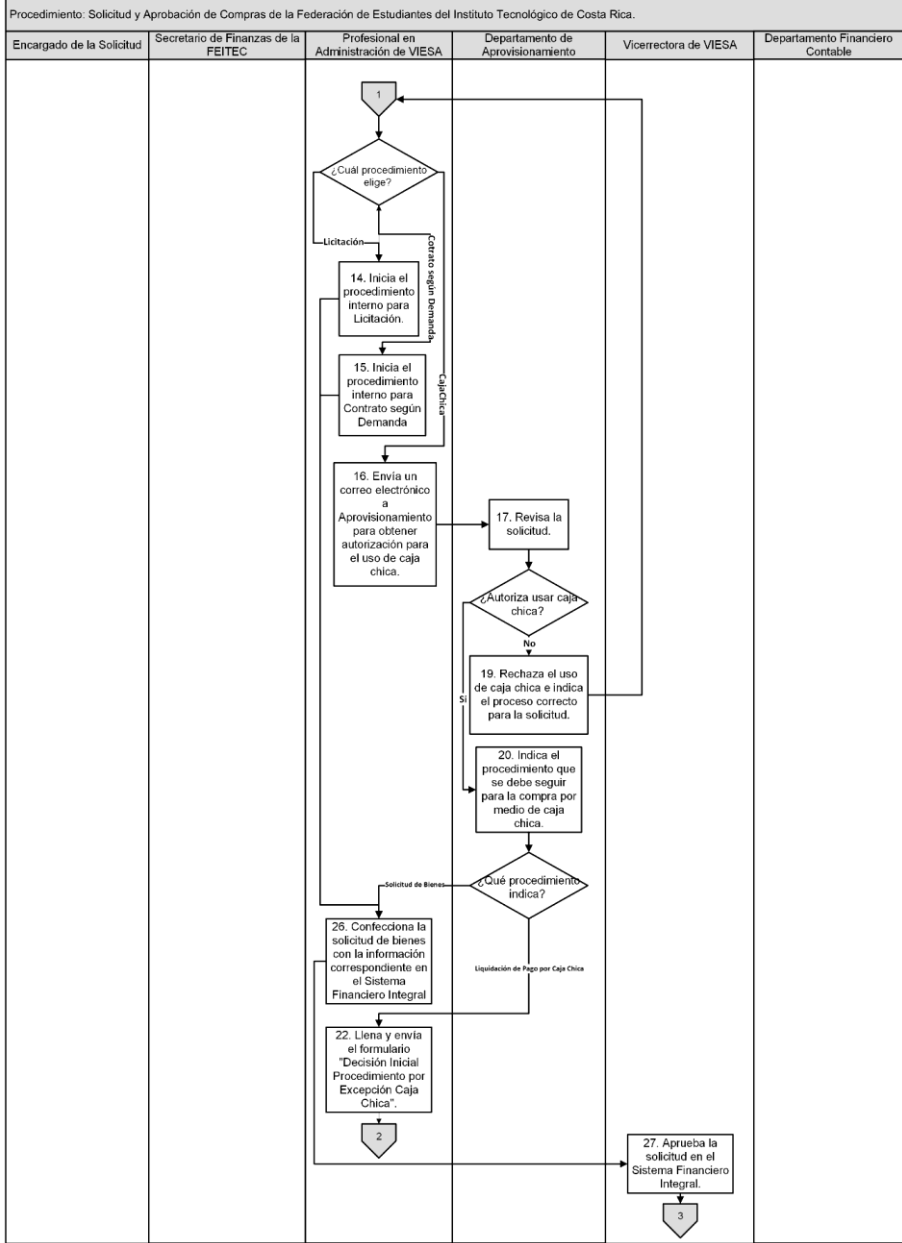 Procedimiento: Solicitud y Aprobación de Compras de la Federación de Estudiantes del Instituto Tecnológico de Costa Rica.
Encargado de la Solicitud
Secretario de Finanzas de la
FEITEC
Profesional en
Administración de VIESA
Departamento de
Aprovisionamiento
Vicerrectora de VIESA
Departamento Financiero
Contable
1
¿Cuál procedimiento
elige?
Licitación
Cotrato según Demanda
CajaChica
14. Inicia el
procedimiento
interno para
Licitación.
15. Inicia el
procedimiento
interno para
Contrato según
Demanda
16. Envía un
correo electrónico
a
Aprovisionamiento
para obtener
autorización para
el uso de caja
chica.
17. Revisa la
solicitud.
¿Autoriza usar caja
chica?
No
Si
19. Rechaza el uso
de caja chica e indica
el proceso correcto
para la solicitud.
20. Indica el
procedimiento que
se debe seguir
para la compra por
medio de caja
chica.
¿Qué procedimiento
indica?
Solicitud de Bienes
Liquidación de Pago por Caja Chica
26. Confecciona la
solicitud de bienes
con la información
correspondiente en
el Sistema
Financiero Integral
22. Llena y envía
el formulario
"Decisión Inicial
Procedimiento por
Excepción Caja
Chica".
2
27. Aprueba la
solicitud en el
Sistema Financiero
Integral.
3